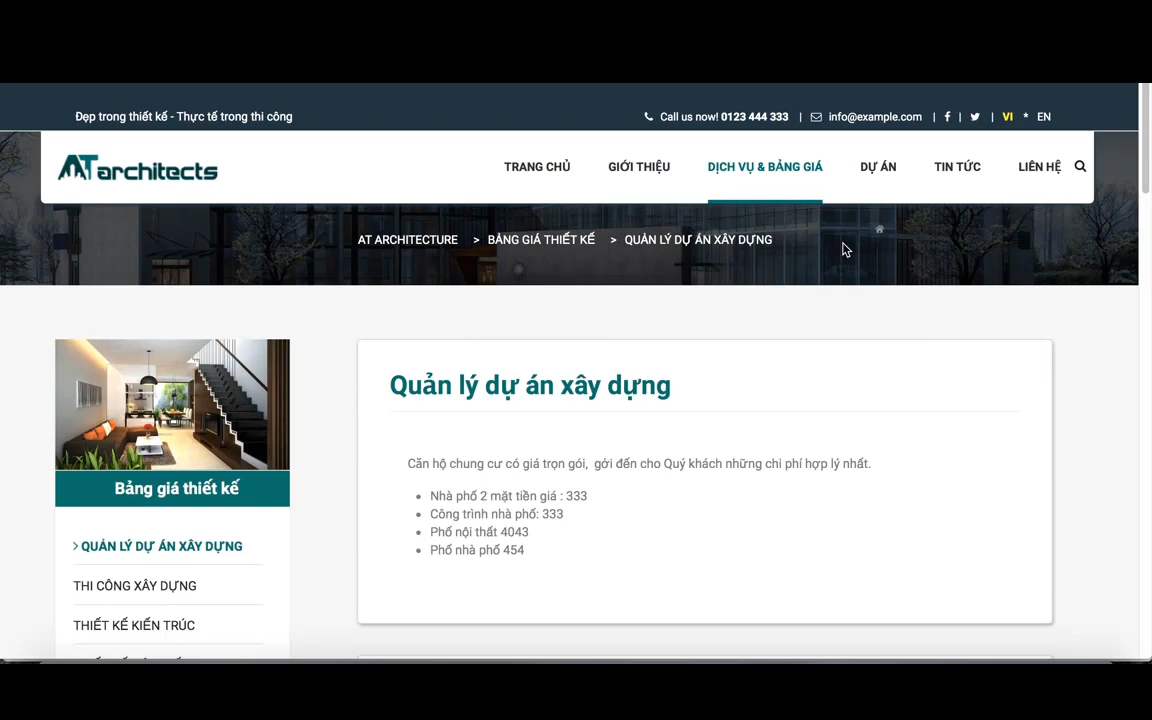 Đẹp trong thiết kế - Thực tế trong thi công
Call us now! 0123 444 333 | info@example.com | | | VI * EN
AT architects
TRANG CHỦ GIỚI THIỆU DỊCH VỤ & BẢNG GIÁ DỰ ÁN TIN TỨC LIÊN HỆ
AT ARCHITECTURE > BẢNG GIÁ THIẾT KẾ > QUẢN LÝ DỰ ÁN XÂY DỰNG
Bảng giá thiết kế
> QUẢN LÝ DỰ ÁN XÂY DỰNG
THI CÔNG XÂY DỰNG
THIẾT KẾ KIẾN TRÚC
Quản lý dự án xây dựng
Căn hộ chung cư có giá trọn gói, gởi đến cho Quý khách những chi phí hợp lý nhất.
• Nhà phố 2 mặt tiền giá : 333
• Công trình nhà phố: 333
• Phố nội thất 4043
• Phố nhà phố 454